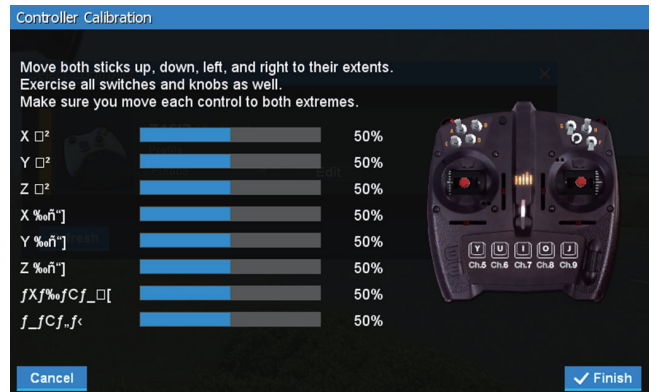 Controller Calibration
Move both sticks up, down, left, and right to their extents.
Exercise all switches and knobs as well.
Make sure you move each control to both extremes.
X □² 50%
Y □² 50%
Z □² 50%
X ‰ñ“] 50%
Y ‰ñ“] 50%
Z ‰ñ“] 50%
ƒXƒ‰ƒCƒ_□[ 50%
ƒ_ƒCƒ„ƒ‹ 50%
Edit
Y U I O J
Ch.5 Ch.6 Ch.7 Ch.8 Ch.9
Cancel
✓ Finish